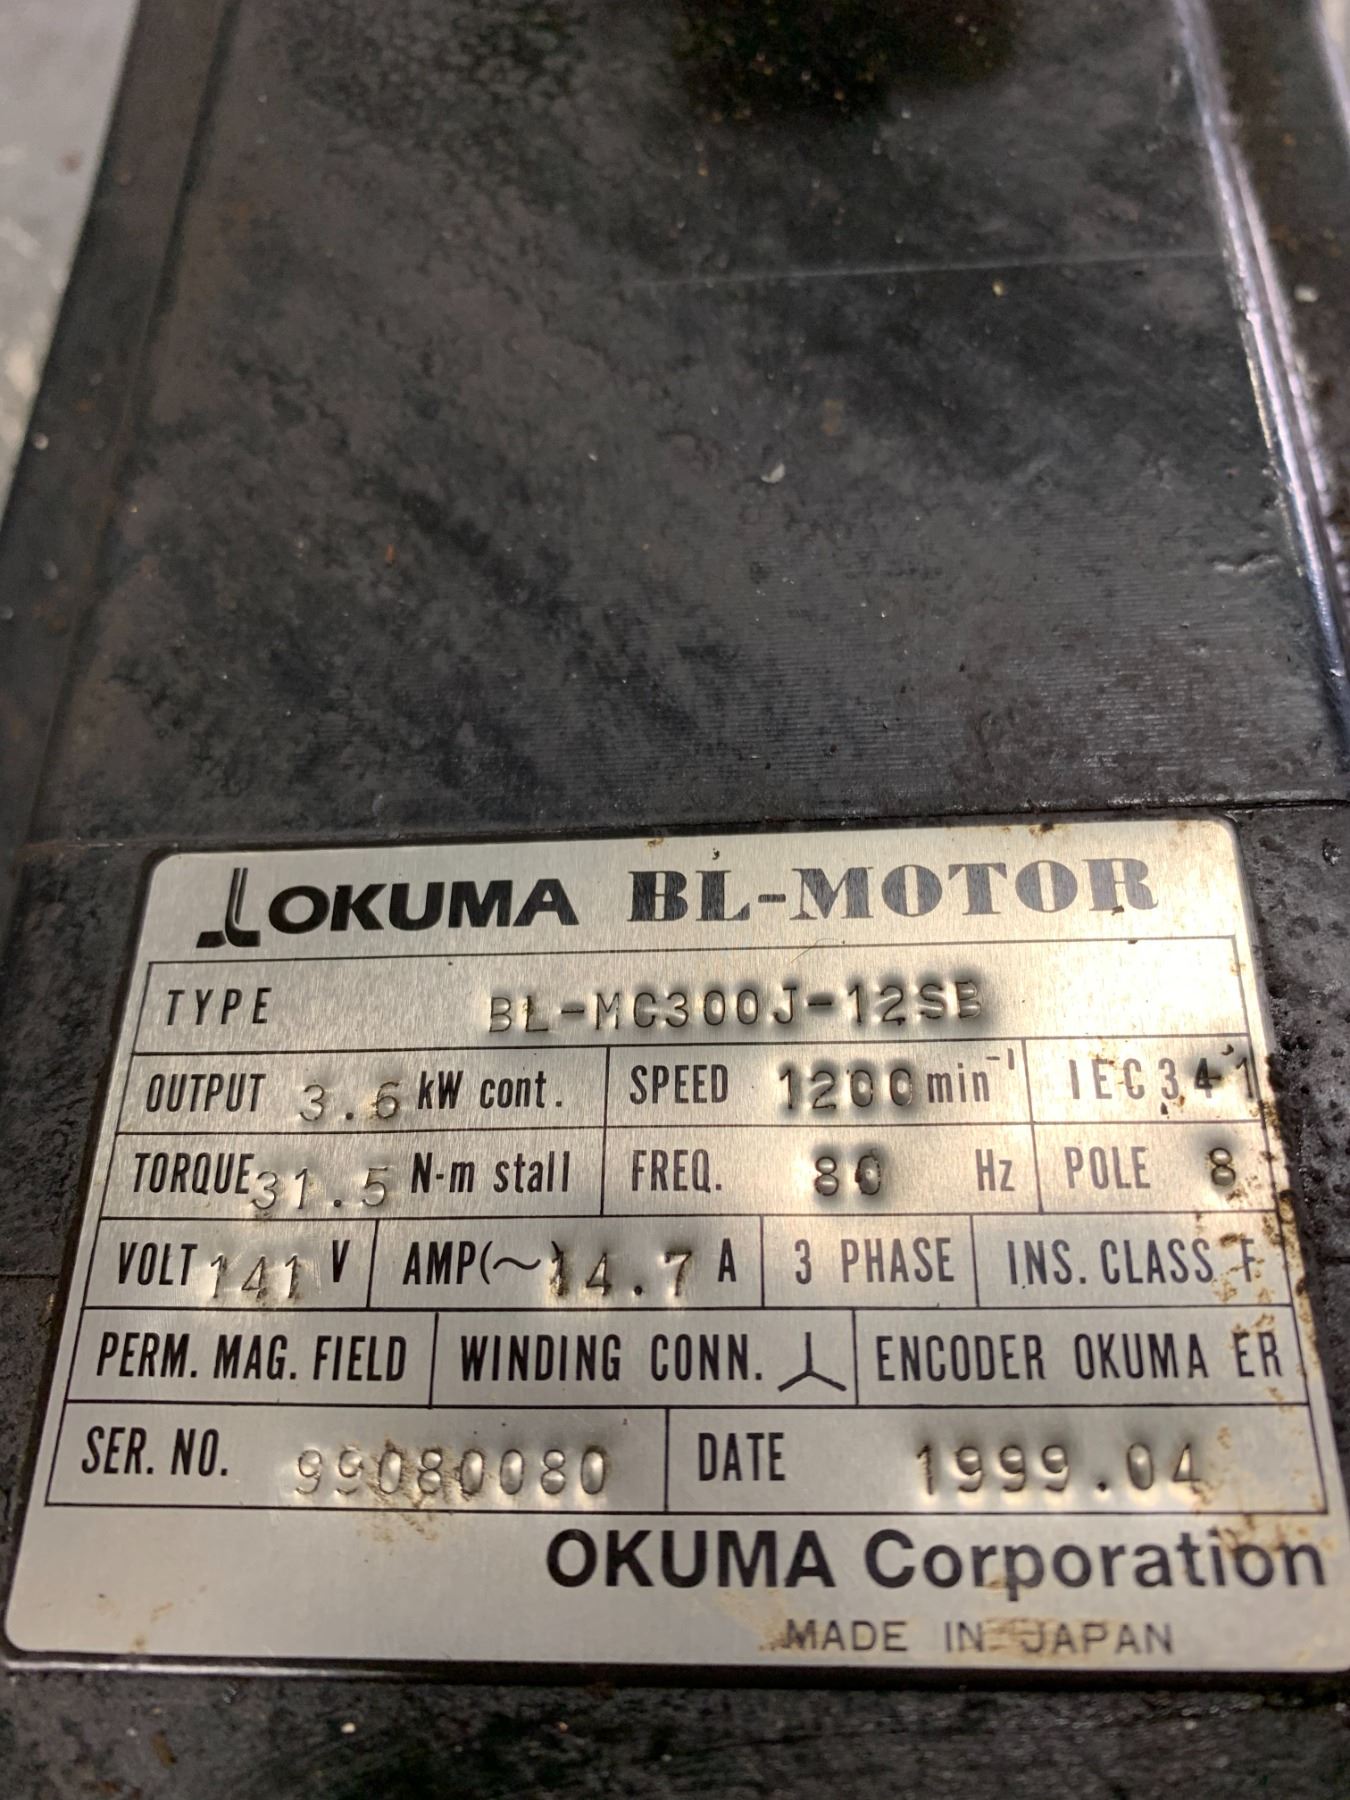 OKUMA BL-MOTOR
TYPE BL-MC300J-12SB
OUTPUT 3.6 kW cont. SPEED 1200 min⁻¹ IEC34-1
TORQUE 31.5 N-m stall FREQ. 80 Hz POLE 8
VOLT 141 V AMP(~) 14.7 A 3 PHASE INS. CLASS F
PERM. MAG. FIELD WINDING CONN. ENCODER OKUMA ER
SER. NO. 99080080 DATE 1999.04
OKUMA Corporation
MADE IN JAPAN